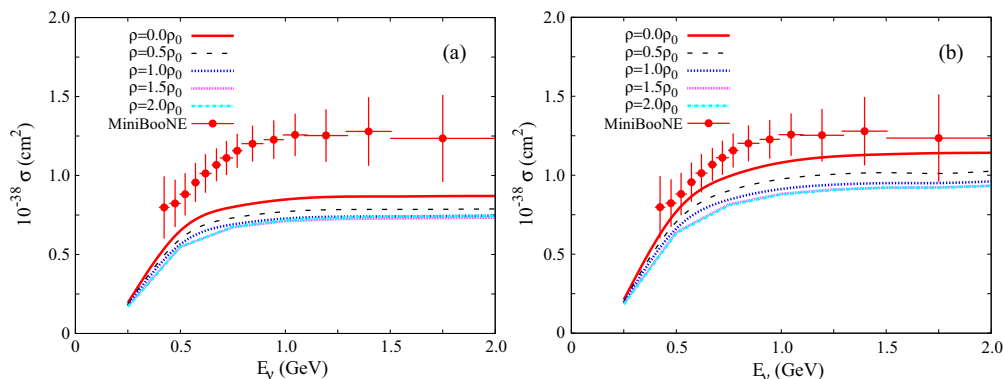 2.0
1.5
1.0
0.5
0
0
0.5
1.0
1.5
2.0
10⁻³⁸ σ (cm²)
E_ν (GeV)
(a)
ρ=0.0ρ₀
ρ=0.5ρ₀
ρ=1.0ρ₀
ρ=1.5ρ₀
ρ=2.0ρ₀
MiniBooNE
2.0
1.5
1.0
0.5
0
0
0.5
1.0
1.5
2.0
10⁻³⁸ σ (cm²)
E_ν (GeV)
(b)
ρ=0.0ρ₀
ρ=0.5ρ₀
ρ=1.0ρ₀
ρ=1.5ρ₀
ρ=2.0ρ₀
MiniBooNE